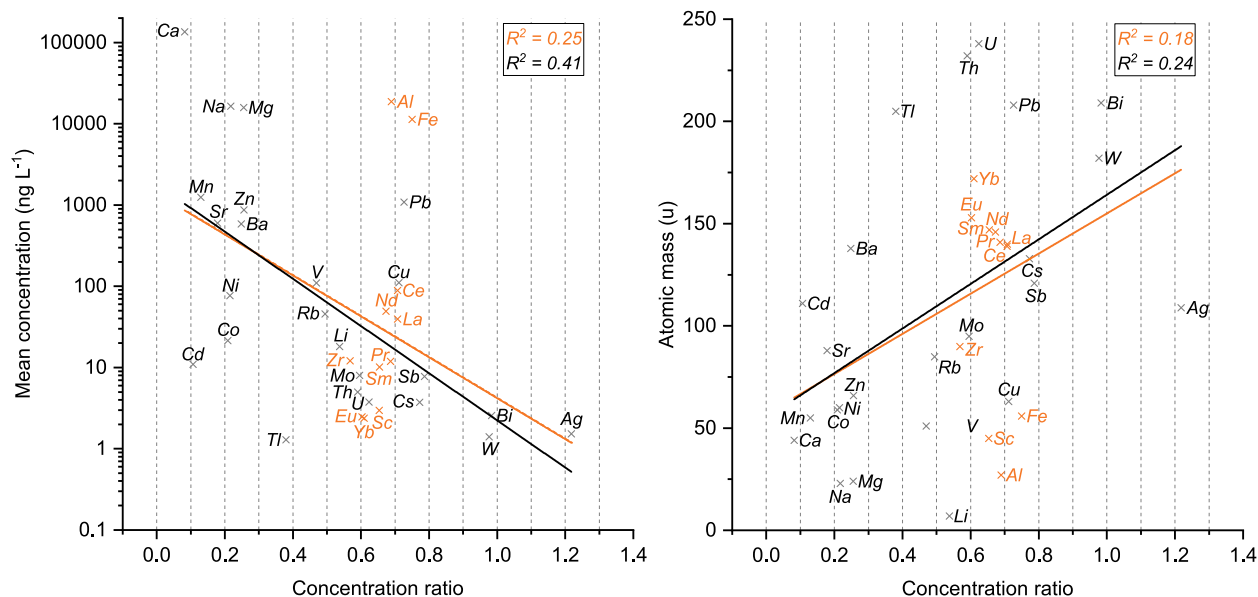 R² = 0.25
R² = 0.41
Mean concentration (ng L⁻¹)
100000
10000
1000
100
10
1
0.1
Ca
Na
Mg
Al
Fe
Mn
Zn
Pb
Sr
Ba
Ni
V
Cu
Ce
Nd
Rb
La
Co
Li
Cd
Zr
Pr
Sm
Mo
Sb
Th
U
Cs
Eu
Sc
Yb
Bi
Ag
Tl
W
0.0 0.2 0.4 0.6 0.8 1.0 1.2 1.4
Concentration ratio
R² = 0.18
R² = 0.24
Atomic mass (u)
250
200
150
100
50
0
U
Th
Tl
Pb
Bi
W
Yb
Eu
Nd
Sm
La
Pr
Ce
Ba
Cs
Sb
Cd
Ag
Mo
Sr
Zr
Rb
Zn
Cu
Mn
Ni
Co
V
Fe
Ca
Sc
Mg
Na
Al
Li
0.0 0.2 0.4 0.6 0.8 1.0 1.2 1.4
Concentration ratio